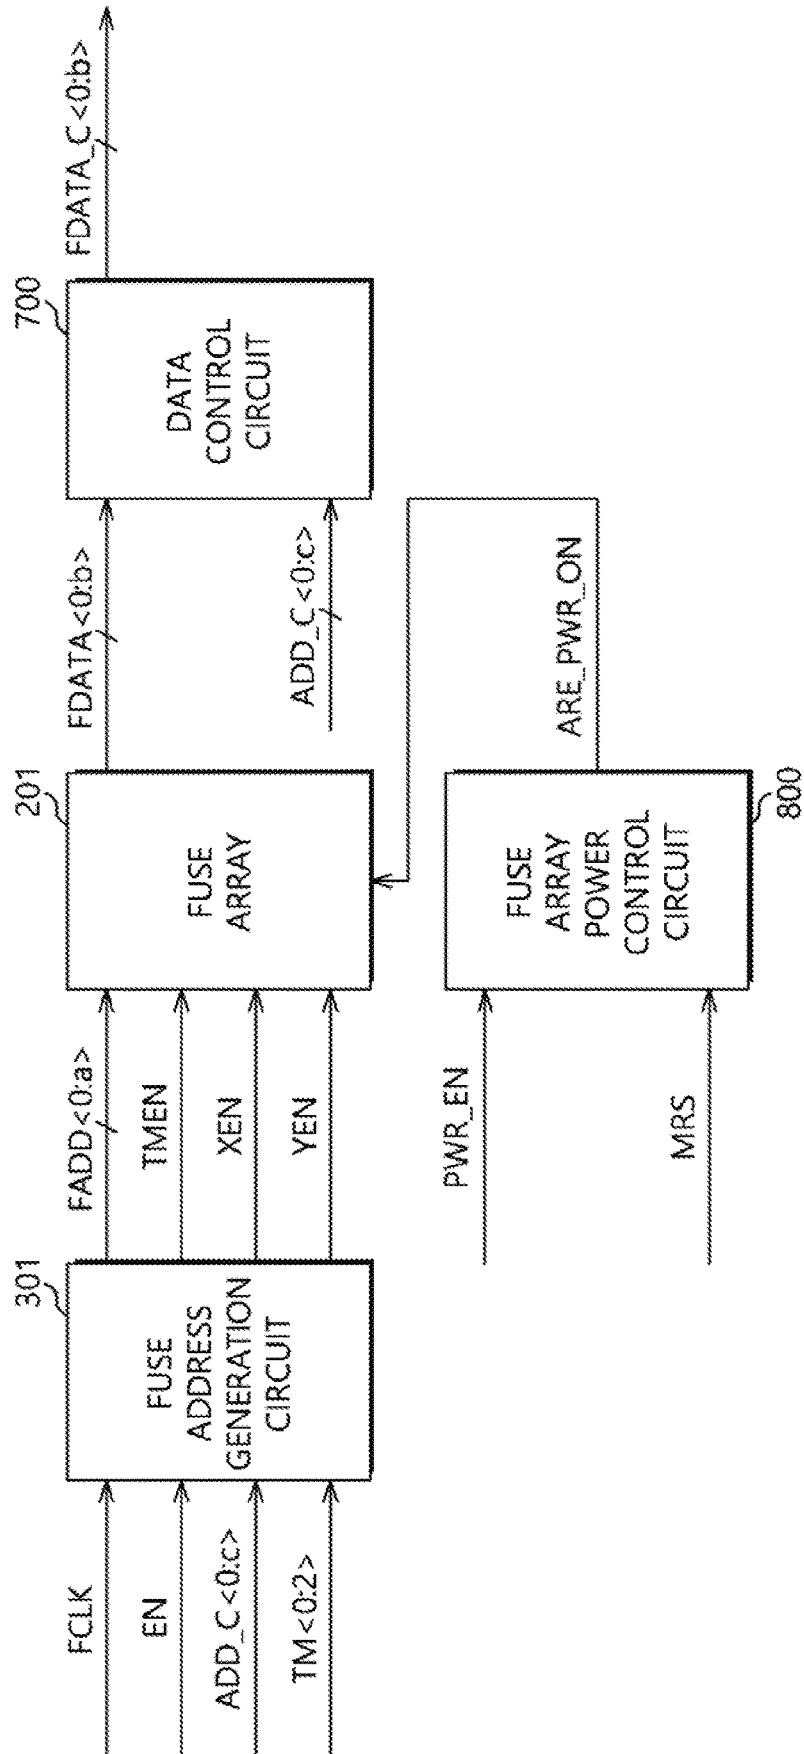 FCLK
EN
ADD_C<0:c>
TM<0:2>
301
FUSE
ADDRESS
GENERATION
CIRCUIT
FADD<0:a>
TMEN
XEN
YEN
201
FUSE
ARRAY
FDATA<0:b>
ADD_C<0:c>
700
DATA
CONTROL
CIRCUIT
FDATA_C<0:b>
PWR_EN
MRS
FUSE
ARRAY
POWER
CONTROL
CIRCUIT
800
ARE_PWR_ON